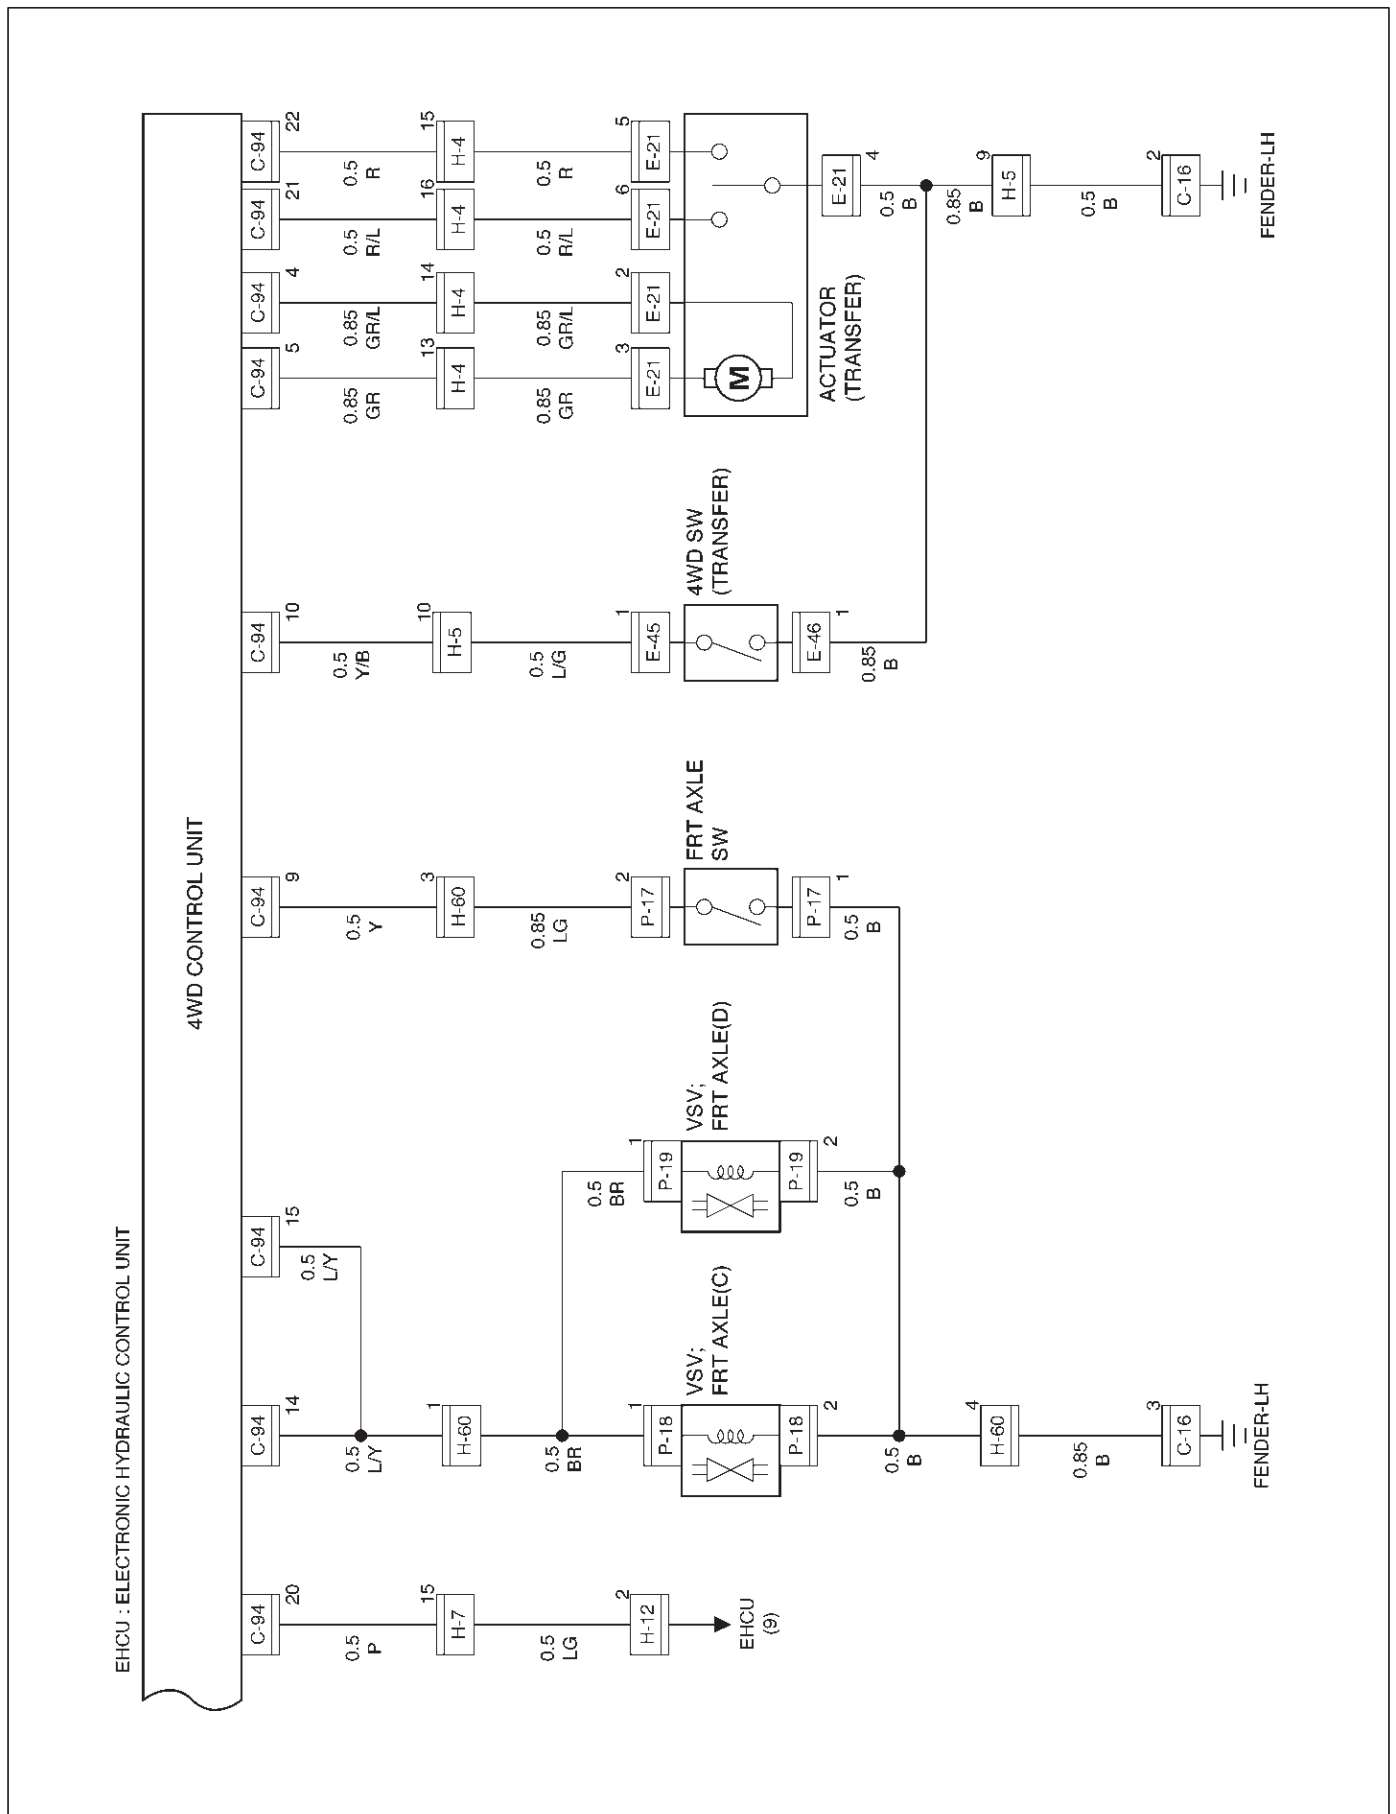 EHCU : ELECTRONIC HYDRAULIC CONTROL UNIT
4WD CONTROL UNIT
C-94
20
0.5
P
H-7
15
0.5
LG
H-12
2
EHCU
(9)
C-94
14
0.5
L/Y
C-94
15
0.5
L/Y
H-60
1
0.5
BR
P-18
1
VSV;
FRT AXLE(C)
P-18
2
0.5
B
H-60
4
0.85
B
C-16
3
FENDER-LH
0.5
BR
P-19
1
VSV;
FRT AXLE(D)
P-19
2
0.5
B
C-94
9
0.5
Y
H-60
3
0.85
LG
P-17
2
FRT AXLE
SW
P-17
1
0.5
B
C-94
10
0.5
Y/B
H-5
10
0.5
L/G
E-45
1
4WD SW
(TRANSFER)
E-46
1
0.85
B
C-94
5
0.85
GR
H-4
13
0.85
GR
E-21
3
C-94
4
0.85
GR/L
H-4
14
0.85
GR/L
E-21
2
C-94
21
0.5
R/L
H-4
16
0.5
R/L
E-21
6
C-94
22
0.5
R
H-4
15
0.5
R
E-21
5
M
ACTUATOR
(TRANSFER)
E-21
4
0.5
B
0.85
B
H-5
9
0.5
B
C-16
2
FENDER-LH